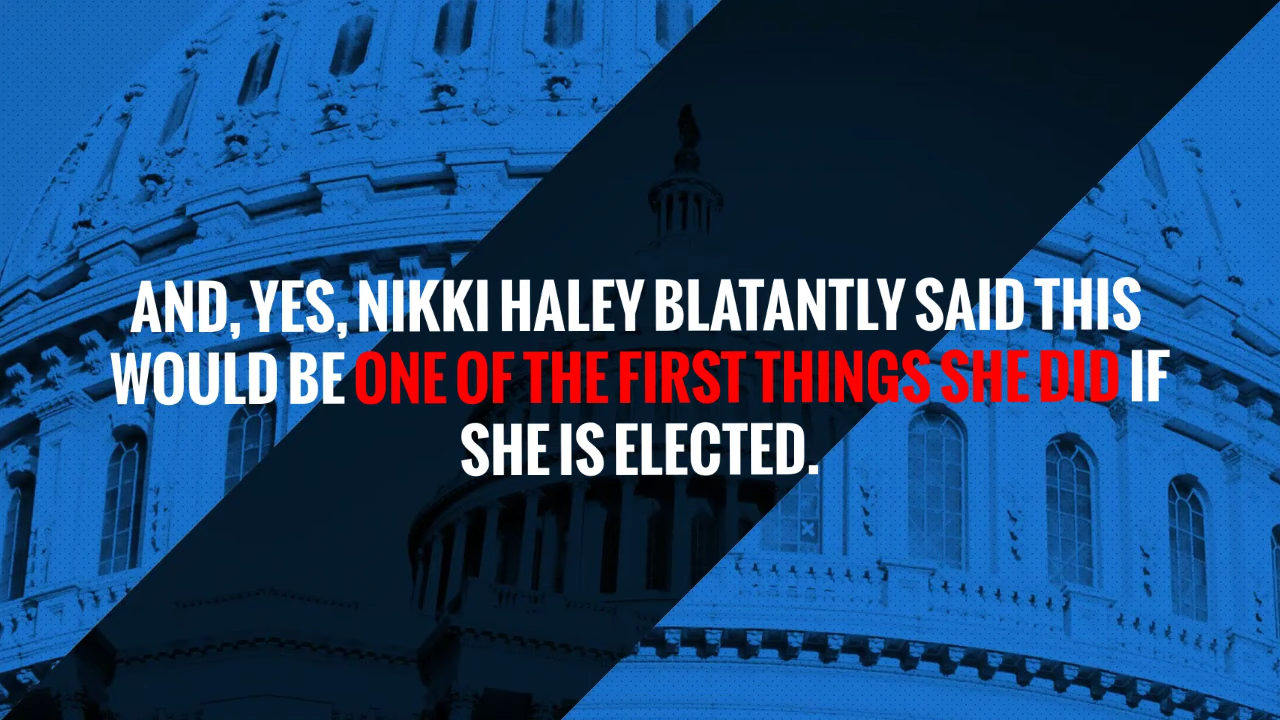 AND, YES, NIKKI HALEY BLATANTLY SAID THIS
WOULD BE ONE OF THE FIRST THINGS SHE DID IF
SHE IS ELECTED.